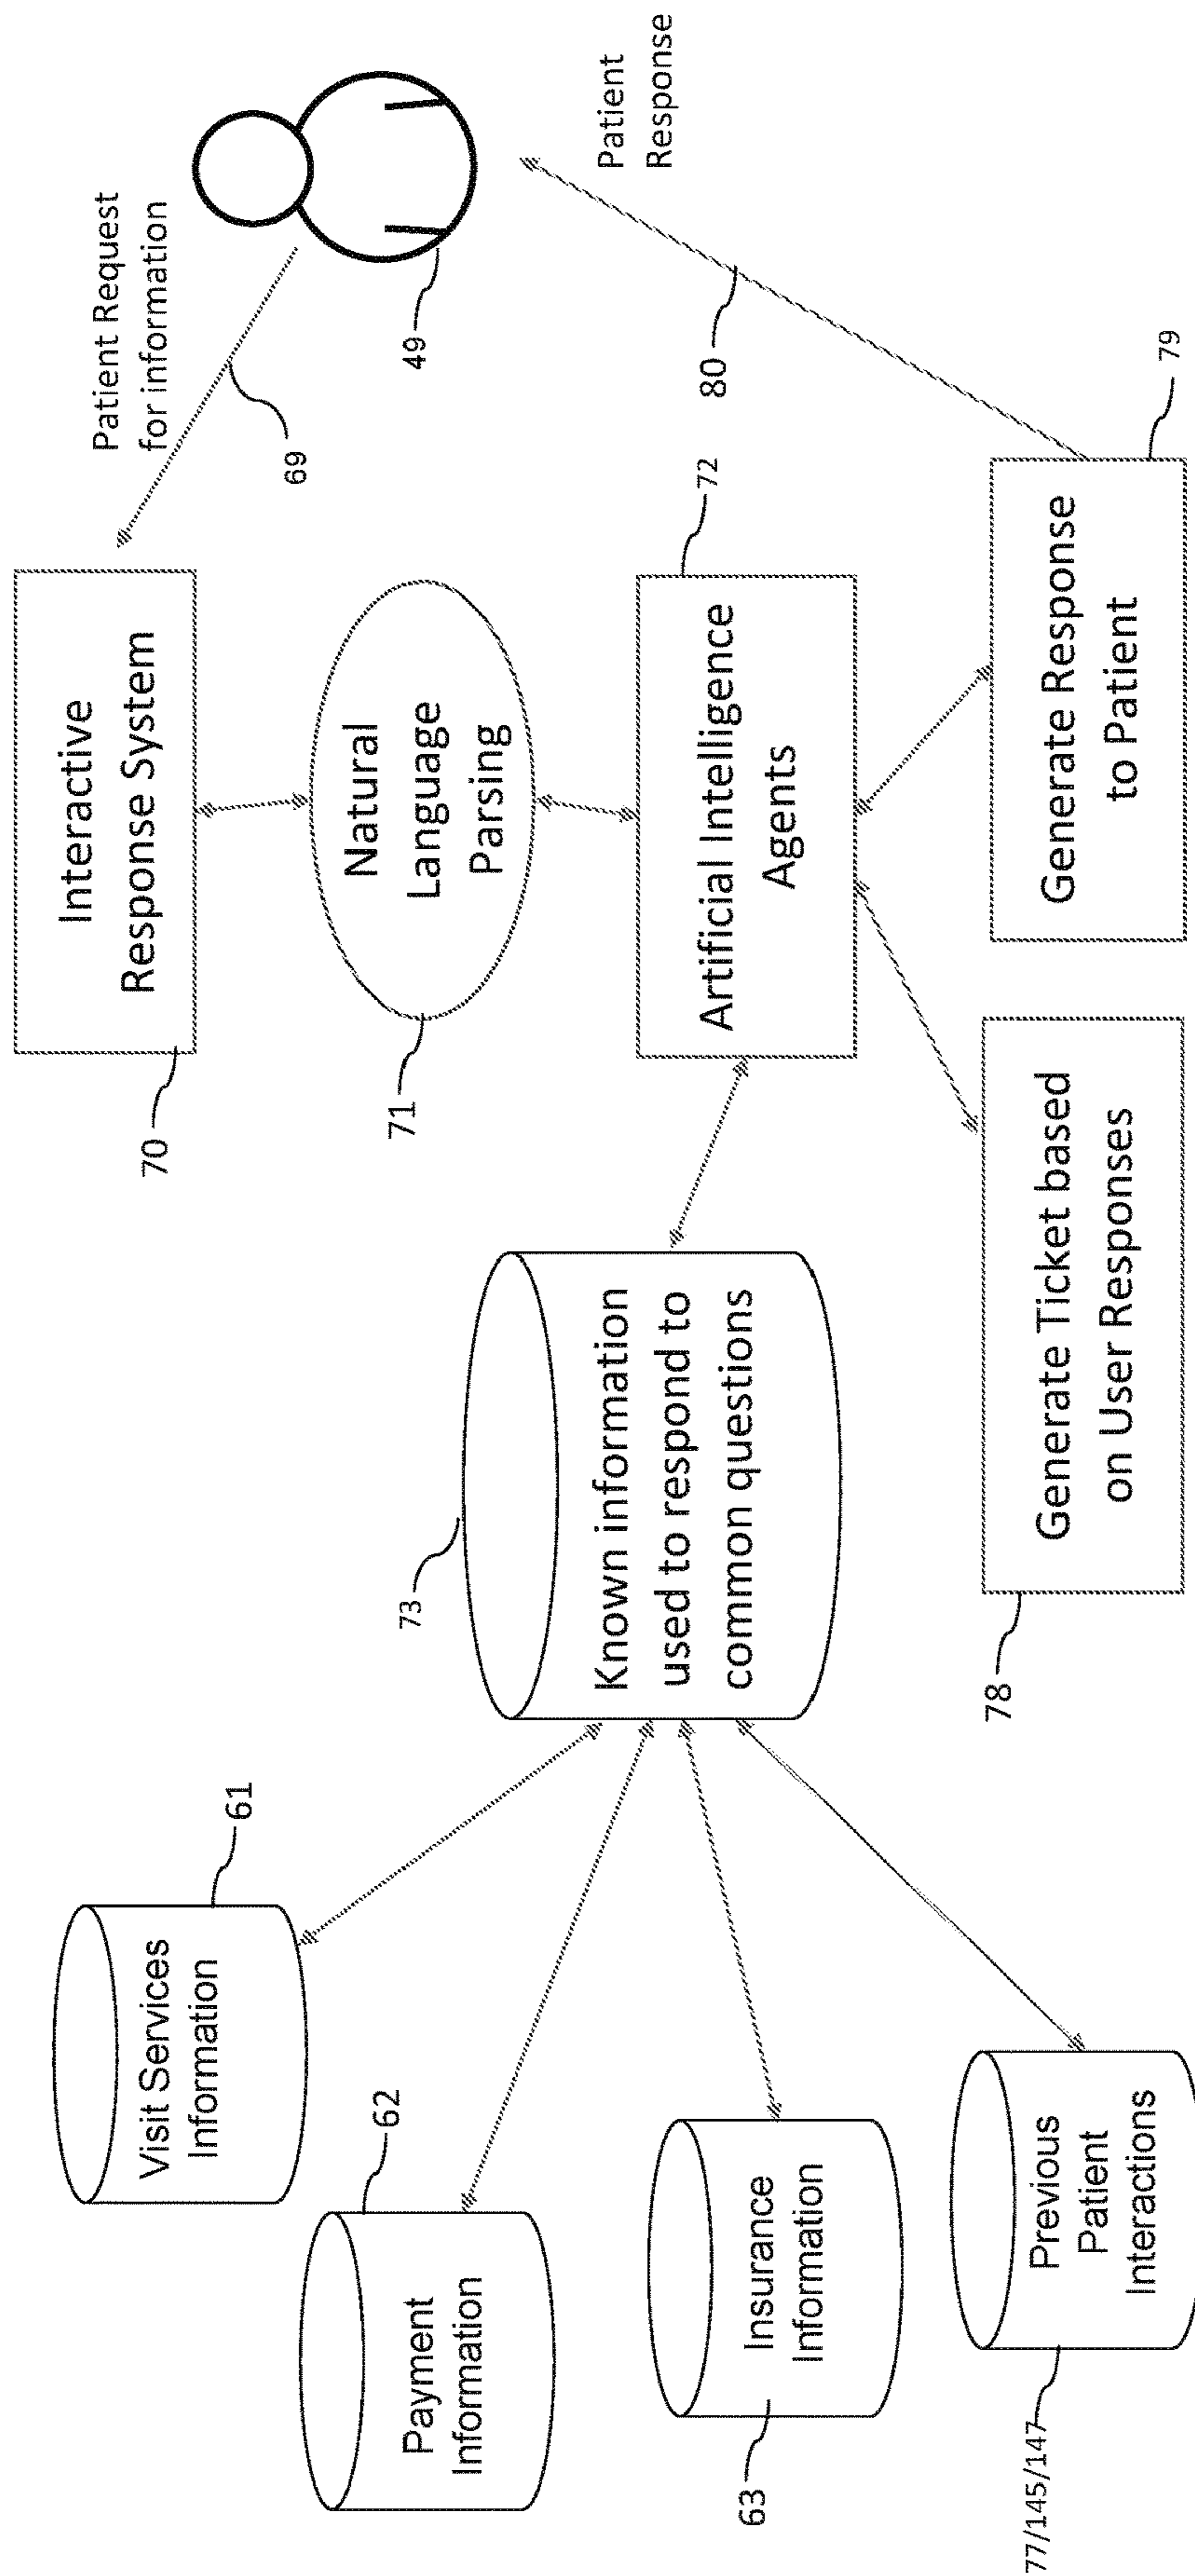 Visit Services
Information
61
Payment
Information
62
Insurance
Information
63
Previous
Patient
Interactions
77/145/147
73
Known information
used to respond to
common questions
Interactive
Response System
70
Natural
Language
Parsing
71
Artificial Intelligence
Agents
72
Generate Ticket based
on User Responses
78
Generate Response
to Patient
79
Patient Request
for information
69
49
80
Patient
Response